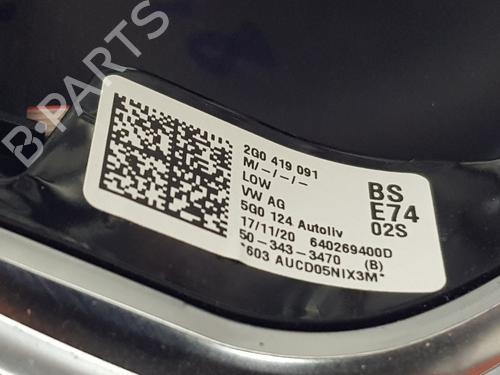 B-PARTS
2G0 419 091
M/-/-/-
LOW
VW AG
5G0 124 Autoliv
17/11/20 640269400D
50-343-3470 (B)
*603 AUCD05NIX3M*
BS
E74
02S